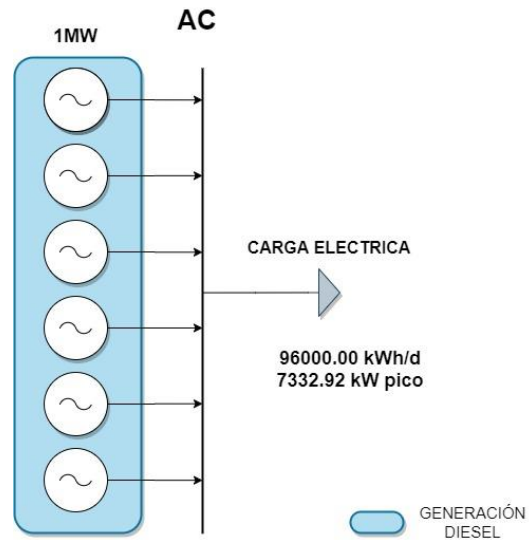 AC
1MW
CARGA ELECTRICA
96000.00 kWh/d
7332.92 kW pico
GENERACIÓN
DIESEL